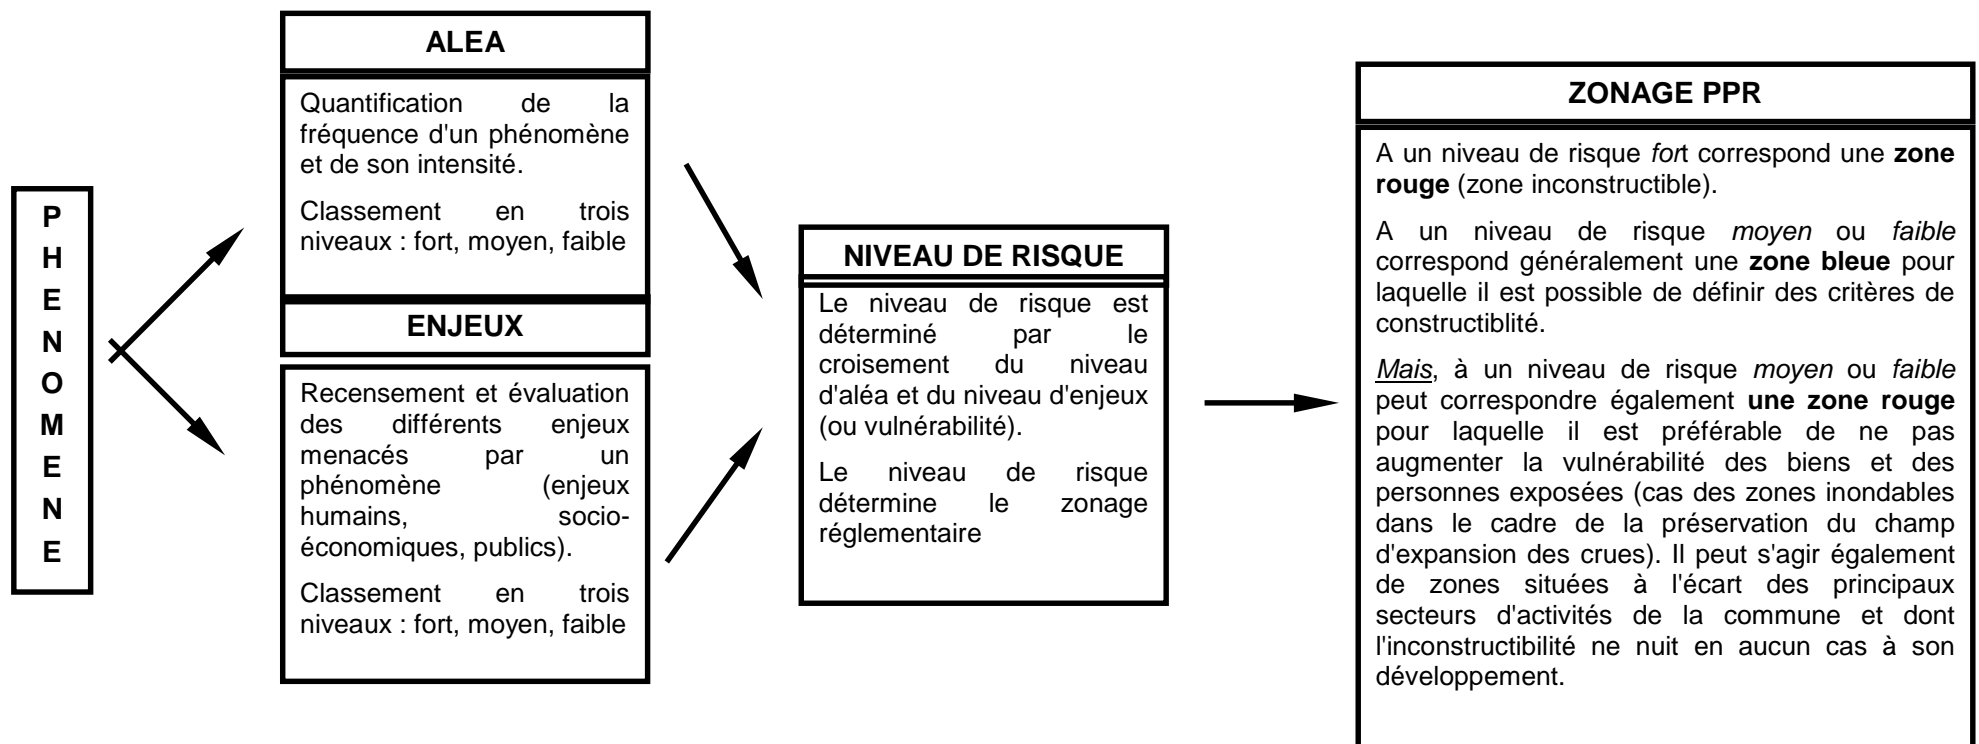 P
H
E
N
O
M
E
N
E
ALEA
Quantification de la
fréquence d'un phénomène
et de son intensité.
Classement en trois
niveaux : fort, moyen, faible
ENJEUX
Recensement et évaluation
des différents enjeux
menacés par un
phénomène (enjeux
humains, socio-
économiques, publics).
Classement en trois
niveaux : fort, moyen, faible
NIVEAU DE RISQUE
Le niveau de risque est
déterminé par le
croisement du niveau
d'aléa et du niveau d'enjeux
(ou vulnérabilité).
Le niveau de risque
détermine le zonage
réglementaire
ZONAGE PPR
A un niveau de risque fort correspond une zone
rouge (zone inconstructible).
A un niveau de risque moyen ou faible
correspond généralement une zone bleue pour
laquelle il est possible de définir des critères de
constructiblité.
Mais, à un niveau de risque moyen ou faible
peut correspondre également une zone rouge
pour laquelle il est préférable de ne pas
augmenter la vulnérabilité des biens et des
personnes exposées (cas des zones inondables
dans le cadre de la préservation du champ
d'expansion des crues). Il peut s'agir également
de zones situées à l'écart des principaux
secteurs d'activités de la commune et dont
l'inconstructibilité ne nuit en aucun cas à son
développement.